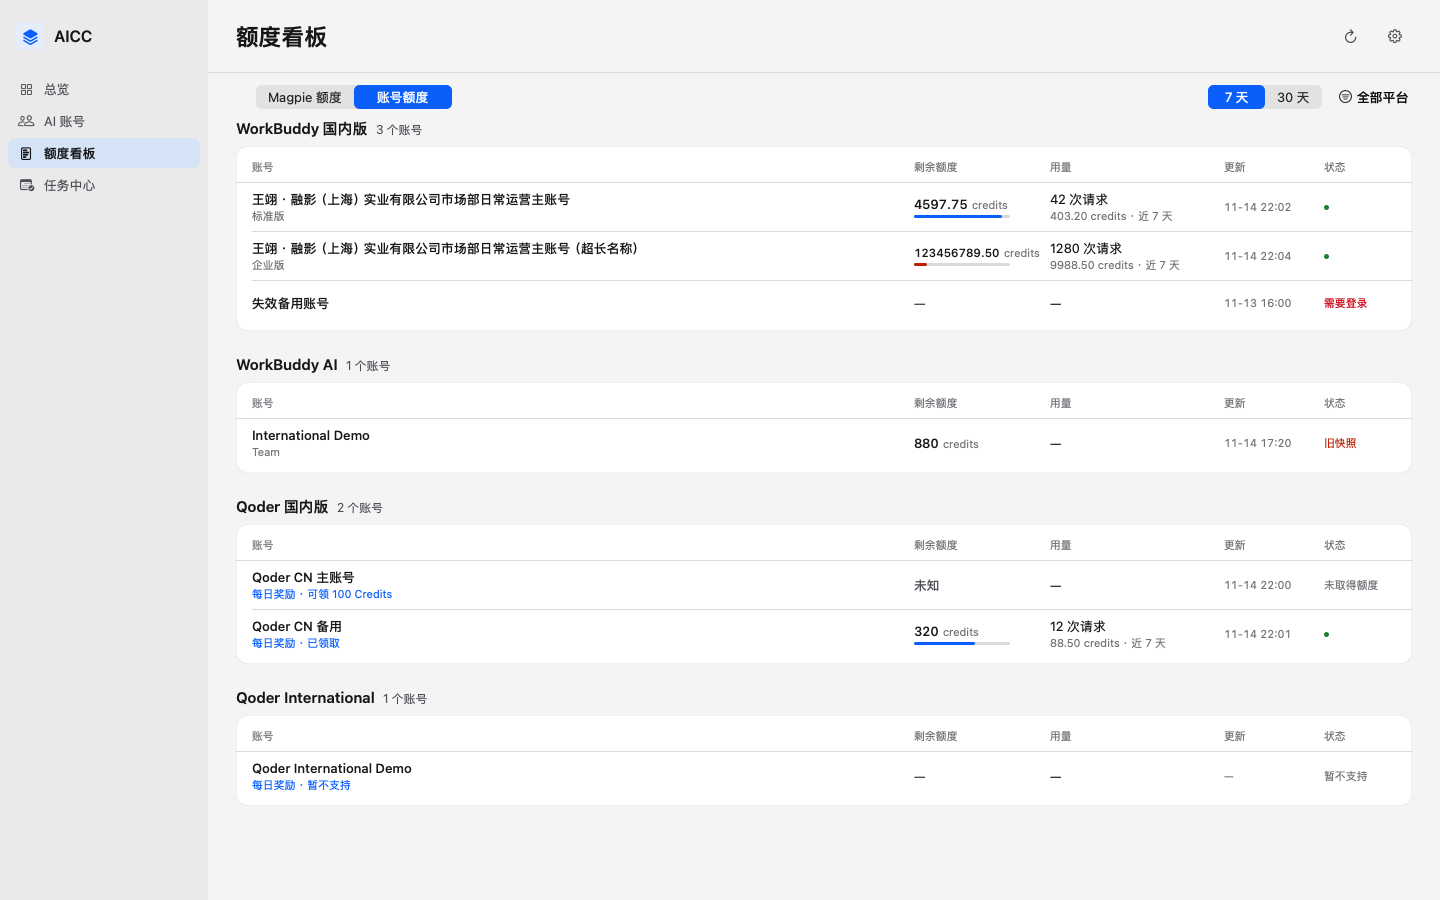 AICC
总览
AI 账号
额度看板
任务中心
额度看板
Magpie 额度 账号额度
7 天 30 天 全部平台
WorkBuddy 国内版 3 个账号
账号 剩余额度 用量 更新 状态
王翊 · 融影（上海）实业有限公司市场部日常运营主账号
标准版
4597.75 credits
42 次请求
403.20 credits · 近 7 天
11-14 22:02
王翊 · 融影（上海）实业有限公司市场部日常运营主账号（超长名称）
企业版
123456789.50 credits
1280 次请求
9988.50 credits · 近 7 天
11-14 22:04
失效备用账号 — — 11-13 16:00 需要登录
WorkBuddy AI 1 个账号
账号 剩余额度 用量 更新 状态
International Demo
Team
880 credits — 11-14 17:20 旧快照
Qoder 国内版 2 个账号
账号 剩余额度 用量 更新 状态
Qoder CN 主账号
每日奖励 · 可领 100 Credits
未知 — 11-14 22:00 未取得额度
Qoder CN 备用
每日奖励 · 已领取
320 credits
12 次请求
88.50 credits · 近 7 天
11-14 22:01
Qoder International 1 个账号
账号 剩余额度 用量 更新 状态
Qoder International Demo
每日奖励 · 暂不支持
— — — 暂不支持